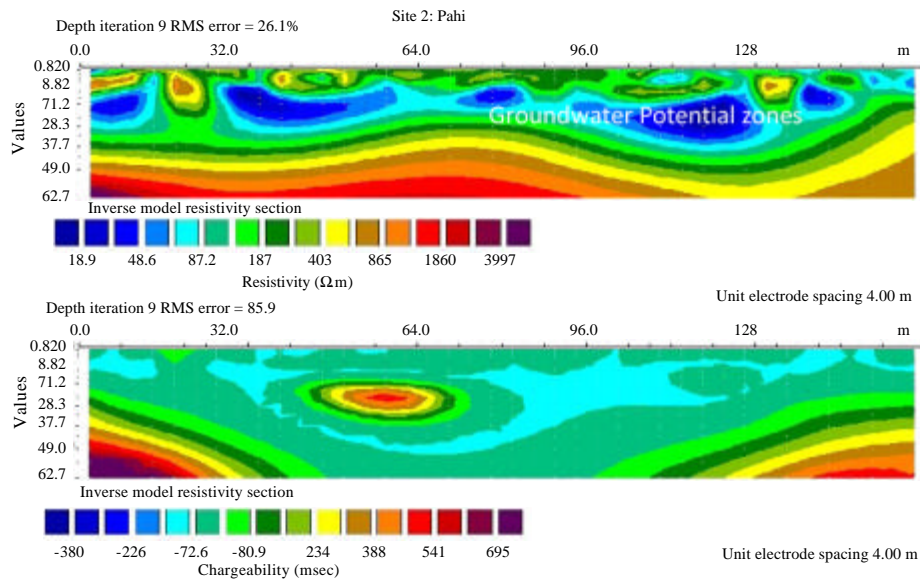 Site 2: Pahi
Depth iteration 9 RMS error = 26.1%
0.0 32.0 64.0 96.0 128 m
Values
0.820
8.82
71.2
28.3
37.7
49.0
62.7
Groundwater Potential zones
Inverse model resistivity section
18.9 48.6 87.2 187 403 865 1860 3997
Resistivity (Ωm)
Unit electrode spacing 4.00 m
Depth iteration 9 RMS error = 85.9
0.0 32.0 64.0 96.0 128 m
Values
0.820
8.82
71.2
28.3
37.7
49.0
62.7
Inverse model resistivity section
-380 -226 -72.6 -80.9 234 388 541 695
Chargeability (msec)
Unit electrode spacing 4.00 m